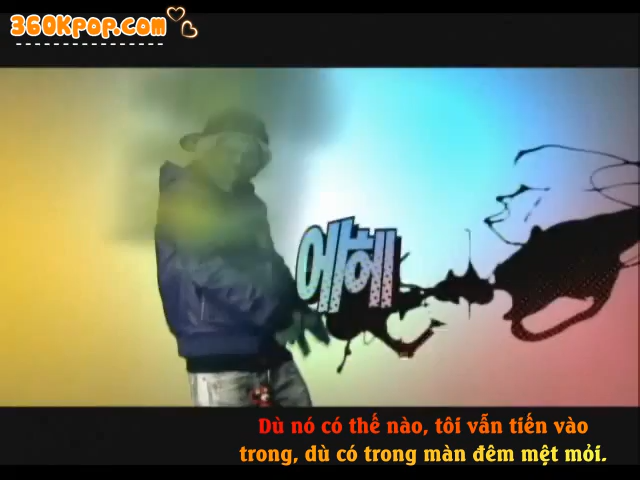 360Kpop.com
에헤
Dù nó có thế nào, tôi vẫn tiến vào
trong, dù có trong màn đêm mệt mỏi.